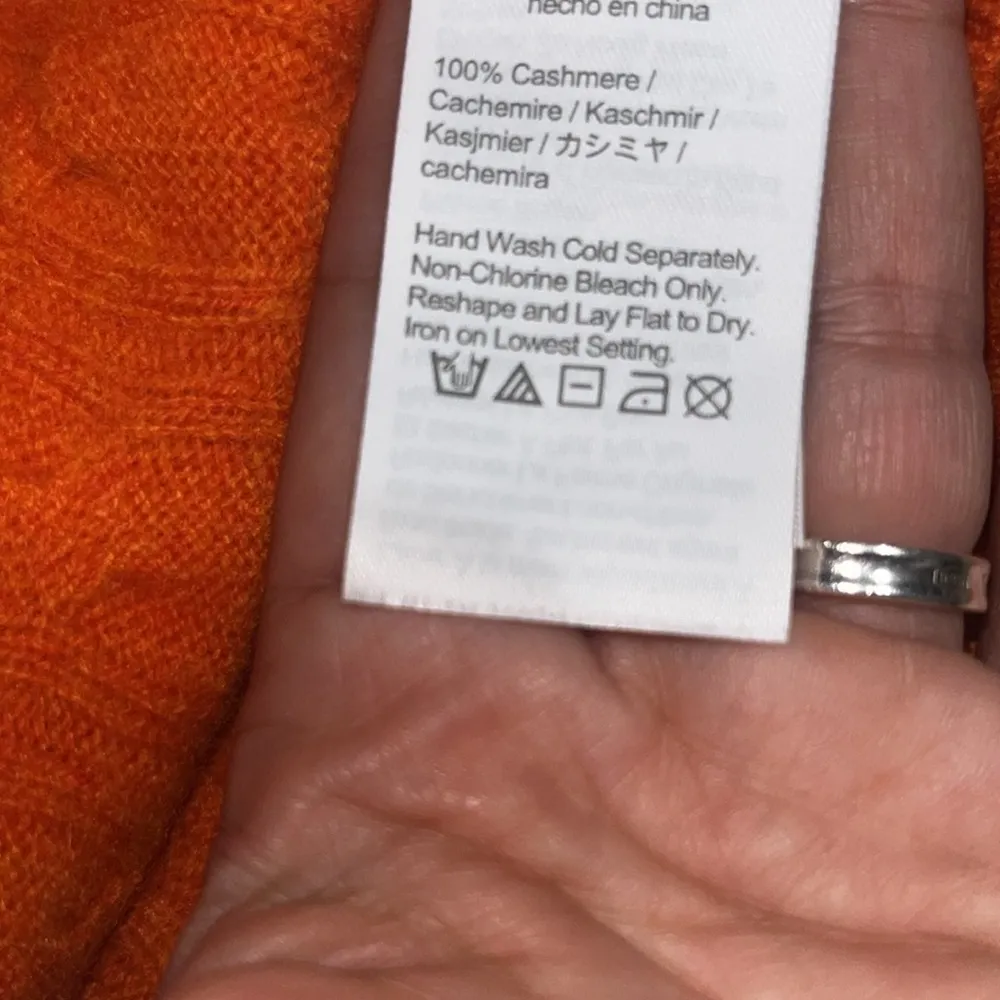 hecho en china
100% Cashmere /
Cachemire / Kaschmir /
Kasjmier / カシミヤ /
cachemira
Hand Wash Cold Separately.
Non-Chlorine Bleach Only.
Reshape and Lay Flat to Dry.
Iron on Lowest Setting.